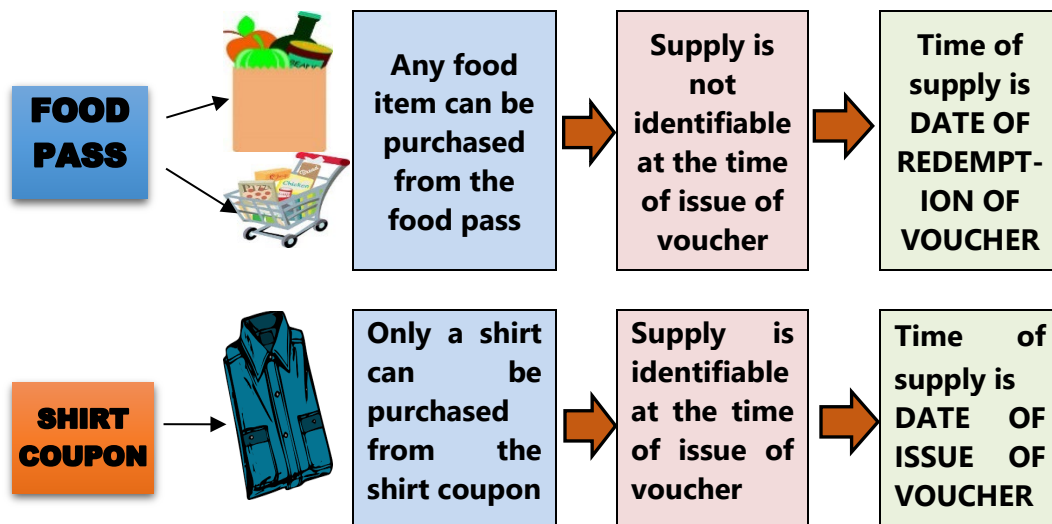 FOOD
PASS
Any food
item can be
purchased
from the
food pass
Supply is
not
identifiable
at the time
of issue of
voucher
Time of
supply is
DATE OF
REDEMPT-
ION OF
VOUCHER
SHIRT
COUPON
Only a shirt
can be
purchased
from the
shirt coupon
Supply is
identifiable
at the time
of issue of
voucher
Time of
supply is
DATE OF
ISSUE OF
VOUCHER